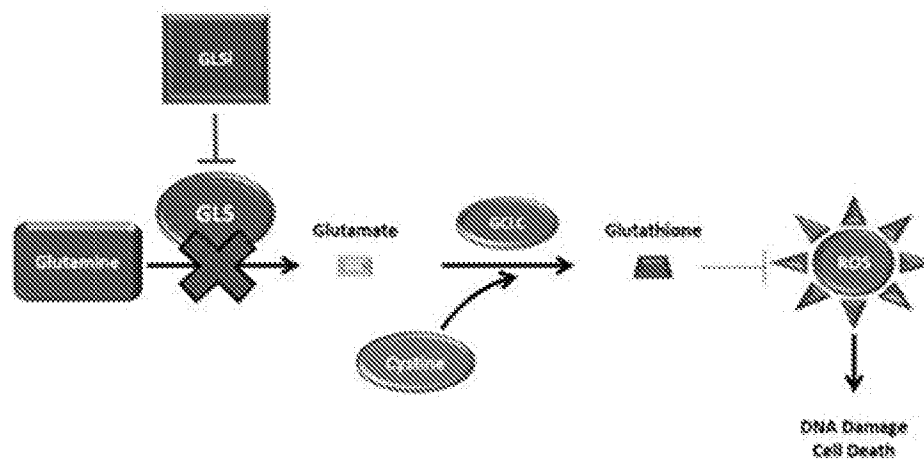 GLSI
GLS
Glutamine
Glutamate
Glutathione
ROS
DNA Damage
Cell Death